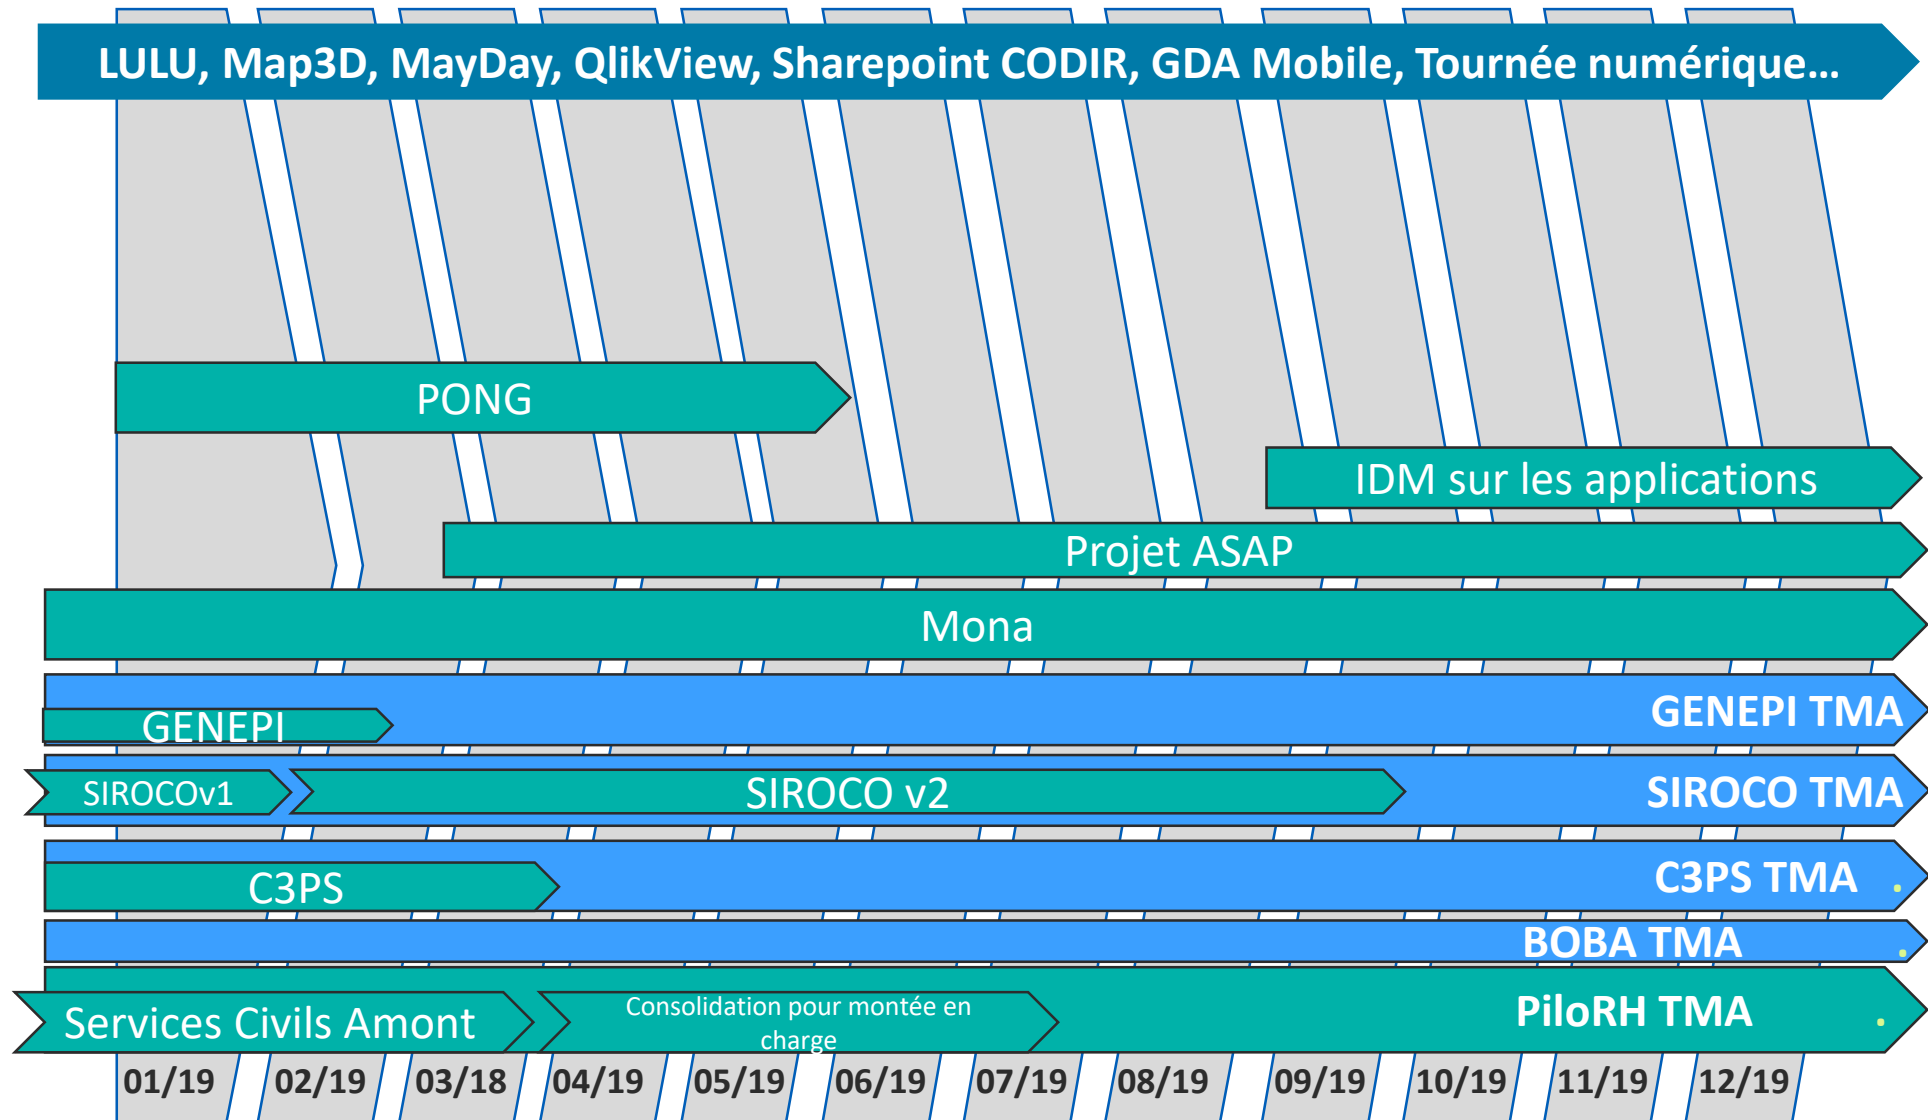 LULU, Map3D, MayDay, QlikView, Sharepoint CODIR, GDA Mobile, Tournée numérique...
PONG
IDM sur les applications
Projet ASAP
Mona
GENEPI TMA
GENEPI
SIROCOv1
SIROCO v2
SIROCO TMA
C3PS
C3PS TMA .
BOBA TMA .
Services Civils Amont
Consolidation pour montée en
charge
PiloRH TMA .
01/19 02/19 03/18 04/19 05/19 06/19 07/19 08/19 09/19 10/19 11/19 12/19